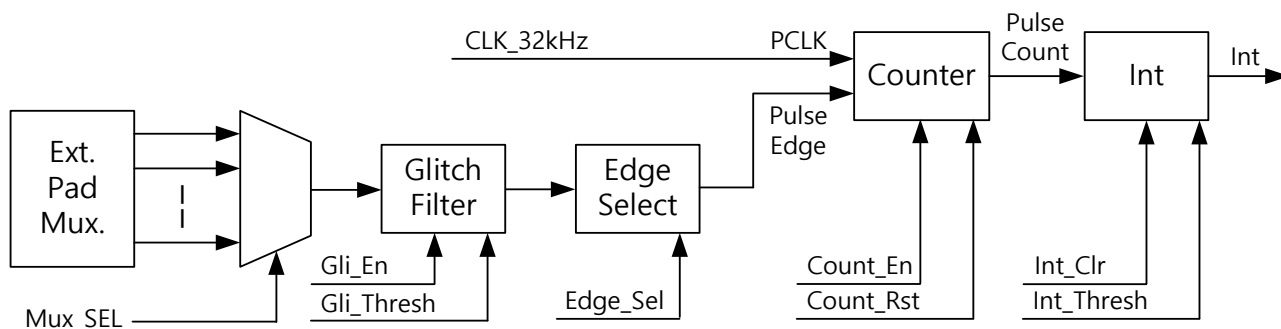 CLK_32kHz
PCLK
Counter
Pulse
Count
Int
Int
Ext.
Pad
Mux.
Glitch
Filter
Edge
Select
Pulse
Edge
Gli_En
Gli_Thresh
Edge_Sel
Count_En
Count_Rst
Int_Clr
Int_Thresh
Mux_SEL